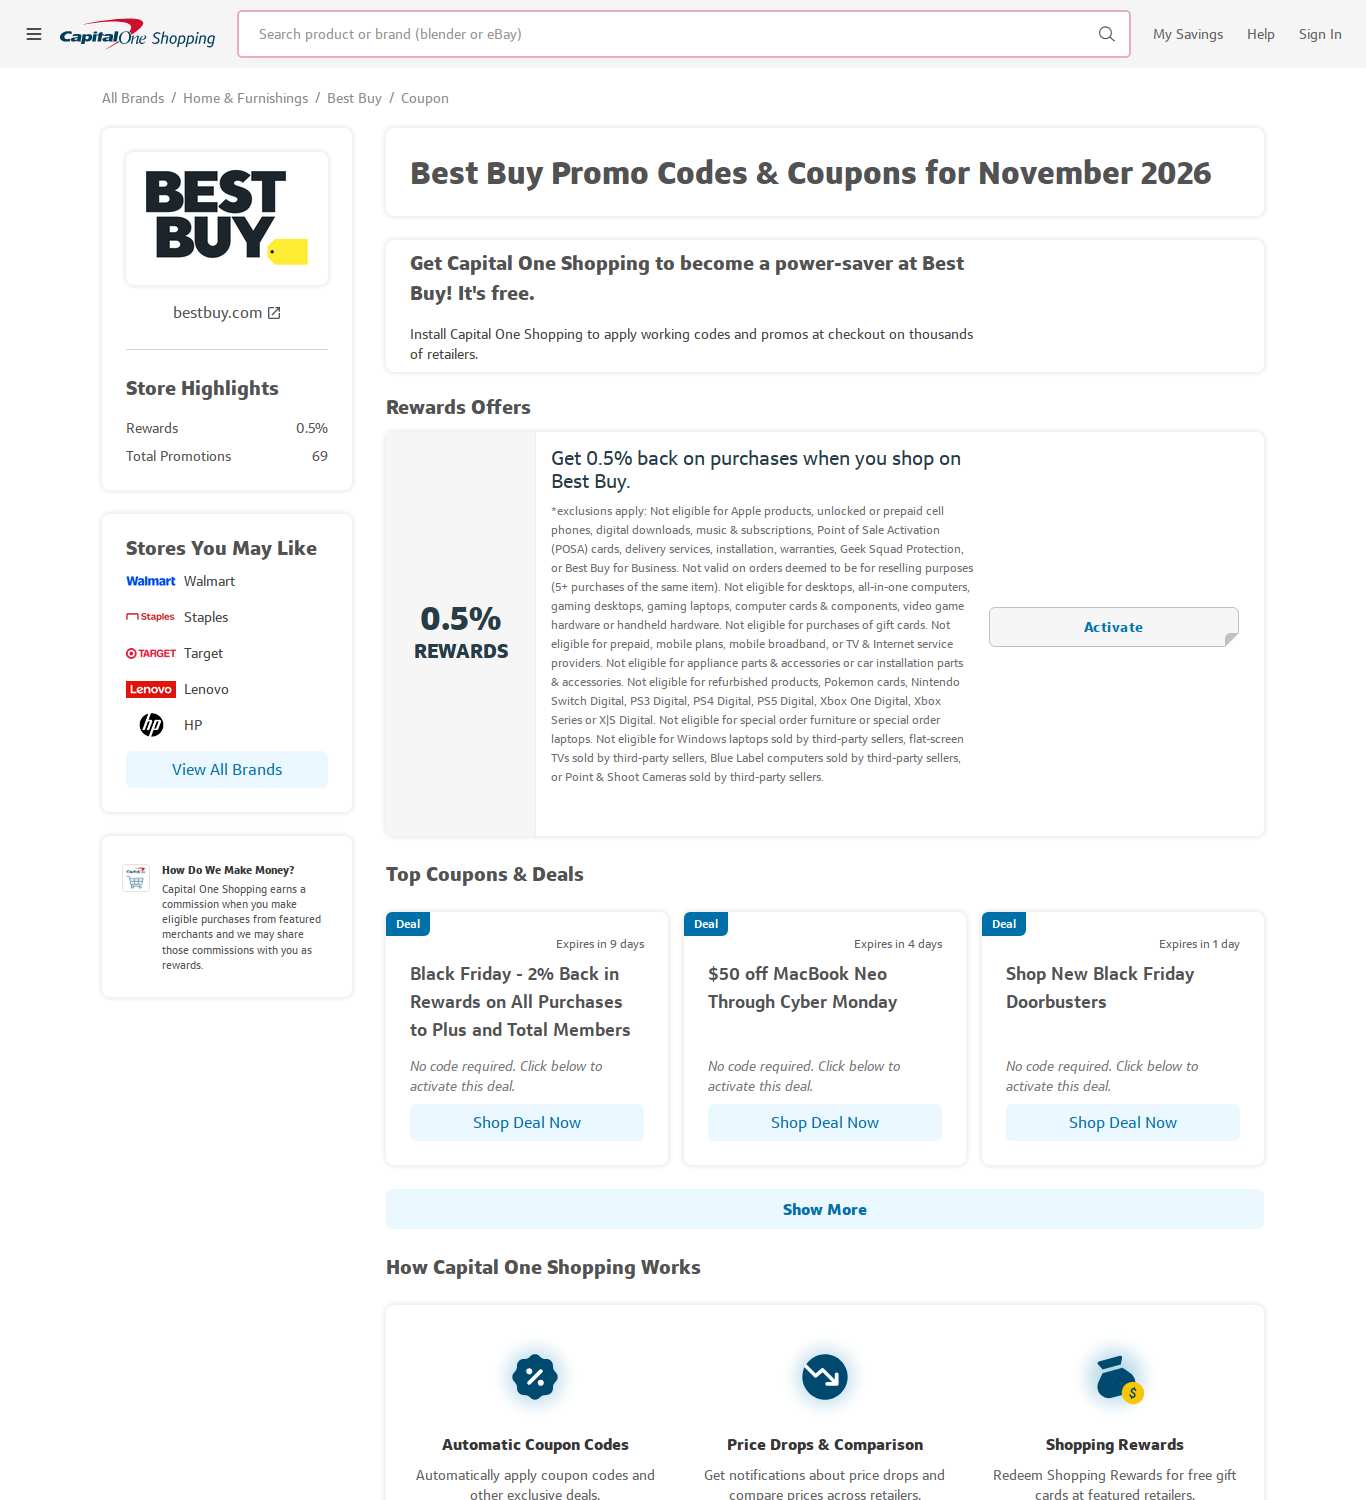 CapitalOne Shopping
Search product or brand (blender or eBay)
My Savings
Help
Sign In
All Brands / Home & Furnishings / Best Buy / Coupon
BEST
BUY
bestbuy.com
Store Highlights
Rewards 0.5%
Total Promotions 69
Stores You May Like
Walmart Walmart
Staples Staples
TARGET Target
Lenovo Lenovo
hp HP
View All Brands
How Do We Make Money?
Capital One Shopping earns a
commission when you make
eligible purchases from featured
merchants and we may share
those commissions with you as
rewards.
Best Buy Promo Codes & Coupons for November 2026
Get Capital One Shopping to become a power-saver at Best
Buy! It's free.
Install Capital One Shopping to apply working codes and promos at checkout on thousands
of retailers.
Rewards Offers
0.5%
REWARDS
Get 0.5% back on purchases when you shop on
Best Buy.
*exclusions apply: Not eligible for Apple products, unlocked or prepaid cell
phones, digital downloads, music & subscriptions, Point of Sale Activation
(POSA) cards, delivery services, installation, warranties, Geek Squad Protection,
or Best Buy for Business. Not valid on orders deemed to be for reselling purposes
(5+ purchases of the same item). Not eligible for desktops, all-in-one computers,
gaming desktops, gaming laptops, computer cards & components, video game
hardware or handheld hardware. Not eligible for purchases of gift cards. Not
eligible for prepaid, mobile plans, mobile broadband, or TV & Internet service
providers. Not eligible for appliance parts & accessories or car installation parts
& accessories. Not eligible for refurbished products, Pokemon cards, Nintendo
Switch Digital, PS3 Digital, PS4 Digital, PS5 Digital, Xbox One Digital, Xbox
Series or X|S Digital. Not eligible for special order furniture or special order
laptops. Not eligible for Windows laptops sold by third-party sellers, flat-screen
TVs sold by third-party sellers, Blue Label computers sold by third-party sellers,
or Point & Shoot Cameras sold by third-party sellers.
Activate
Top Coupons & Deals
Deal
Expires in 9 days
Black Friday - 2% Back in
Rewards on All Purchases
to Plus and Total Members
No code required. Click below to
activate this deal.
Shop Deal Now
Deal
Expires in 4 days
$50 off MacBook Neo
Through Cyber Monday
No code required. Click below to
activate this deal.
Shop Deal Now
Deal
Expires in 1 day
Shop New Black Friday
Doorbusters
No code required. Click below to
activate this deal.
Shop Deal Now
Show More
How Capital One Shopping Works
Automatic Coupon Codes
Automatically apply coupon codes and
other exclusive deals.
Price Drops & Comparison
Get notifications about price drops and
compare prices across retailers.
Shopping Rewards
Redeem Shopping Rewards for free gift
cards at featured retailers.